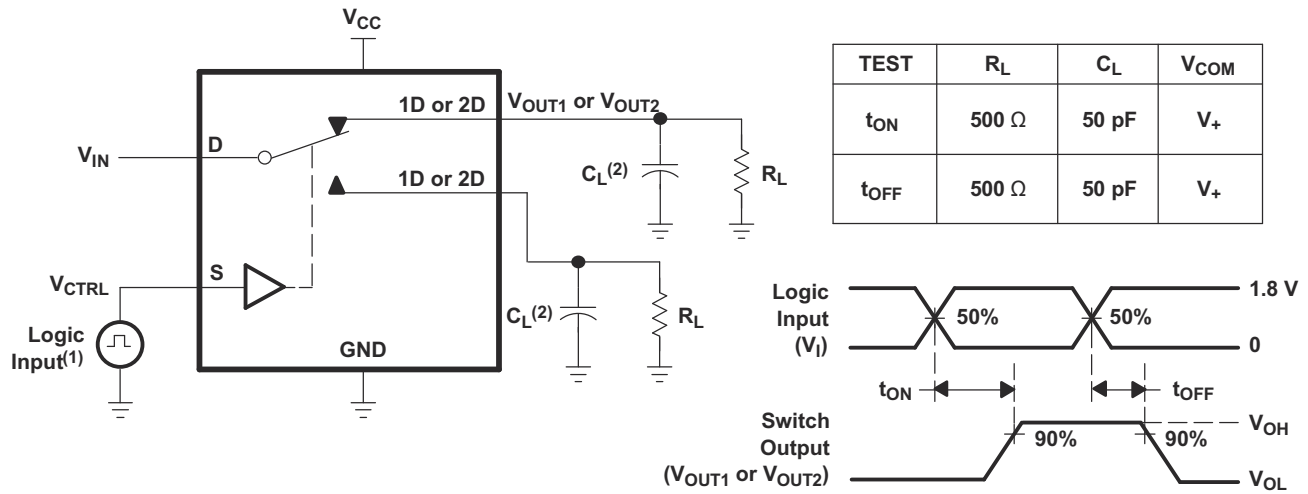 VCC
1D or 2D
VOUT1 or VOUT2
D
VIN
CL(2)
RL
1D or 2D
S
VCTRL
CL(2)
RL
Logic
Input(1)
GND
TEST RL CL VCOM
tON 500 Ω 50 pF V+
tOFF 500 Ω 50 pF V+
Logic
Input
(VI)
50%
50%
1.8 V
0
tON
tOFF
Switch
Output
(VOUT1 or VOUT2)
90%
90%
VOH
VOL